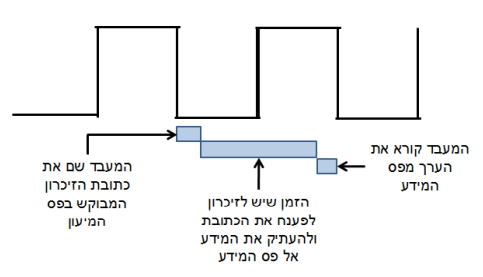 המעבד שם את
כתובת הזיכרון
המבוקש בפס
המיעון
הזמן שיש לזיכרון
לפענח את הכתובת
ולהעתיק את המידע
אל פס המידע
המעבד קורא את
הערך מפס
המידע